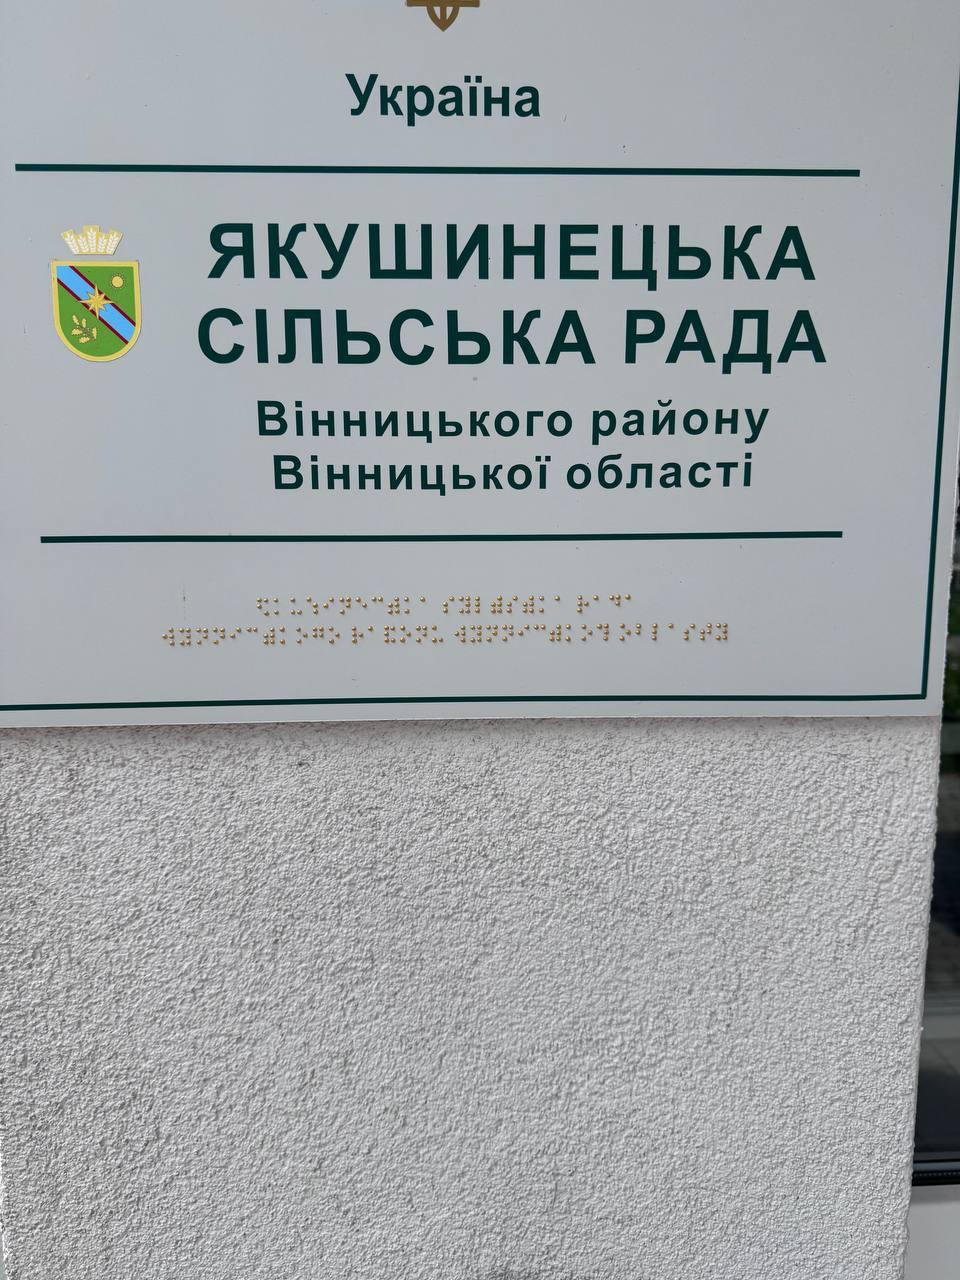 Україна
ЯКУШИНЕЦЬКА
СІЛЬСЬКА РАДА
Вінницького району
Вінницької області